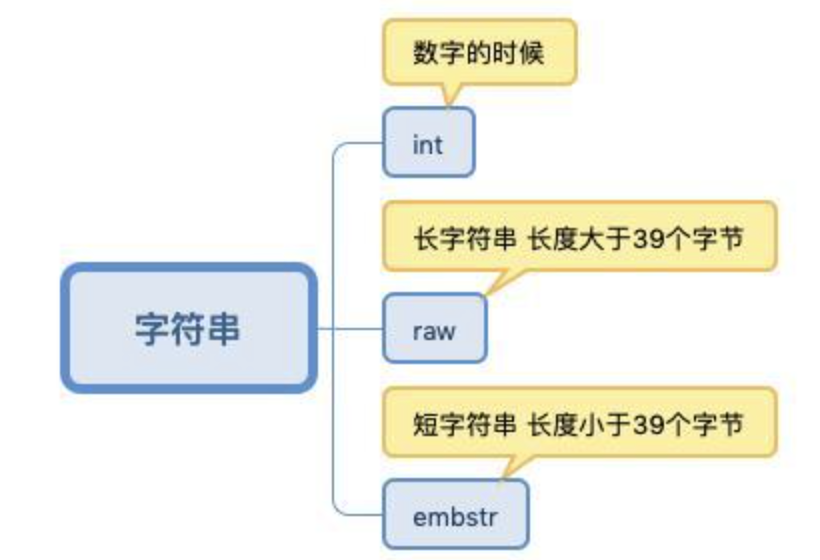 数字的时候
int
长字符串 长度大于39个字节
字符串
raw
短字符串 长度小于39个字节
embstr